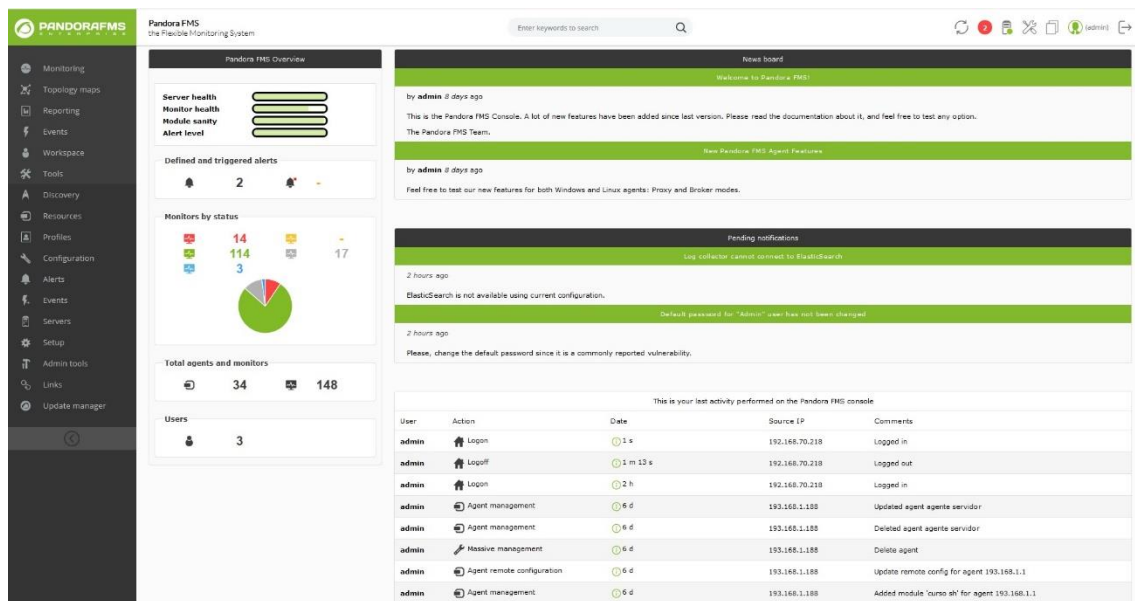 PANDORAFMS
ENTERPRISE
Pandora FMS
the Flexible Monitoring System
Enter keywords to search
2
(admin)
Monitoring
Topology maps
Reporting
Events
Workspace
Tools
Discovery
Resources
Profiles
Configuration
Alerts
Events
Servers
Setup
Admin tools
Links
Update manager
Pandora FMS Overview
Server health
Monitor health
Module sanity
Alert level
Defined and triggered alerts
2 -
Monitors by status
14 -
114 17
3
Total agents and monitors
34 148
Users
3
News board
Welcome to Pandora FMS!
by admin 8 days ago
This is the Pandora FMS Console. A lot of new features have been added since last version. Please read the documentation about it, and feel free to test any option.
The Pandora FMS Team.
New Pandora FMS Agent Features
by admin 8 days ago
Feel free to test our new features for both Windows and Linux agents: Proxy and Broker modes.
Pending notifications
Log collector cannot connect to ElasticSearch
2 hours ago
ElasticSearch is not available using current configuration.
Default password for "Admin" user has not been changed
2 hours ago
Please, change the default password since it is a commonly reported vulnerability.
This is your last activity performed on the Pandora FMS console
User Action Date Source IP Comments
admin Logon 1 s 192.168.70.218 Logged in
admin Logoff 1 m 13 s 192.168.70.218 Logged out
admin Logon 2 h 192.168.70.218 Logged in
admin Agent management 6 d 193.168.1.188 Updated agent agente servidor
admin Agent management 6 d 193.168.1.188 Deleted agent agente servidor
admin Massive management 6 d 193.168.1.188 Delete agent
admin Agent remote configuration 6 d 193.168.1.188 Update remote config for agent 193.168.1.1
admin Agent management 6 d 193.168.1.188 Added module 'curso sh' for agent 193.168.1.1